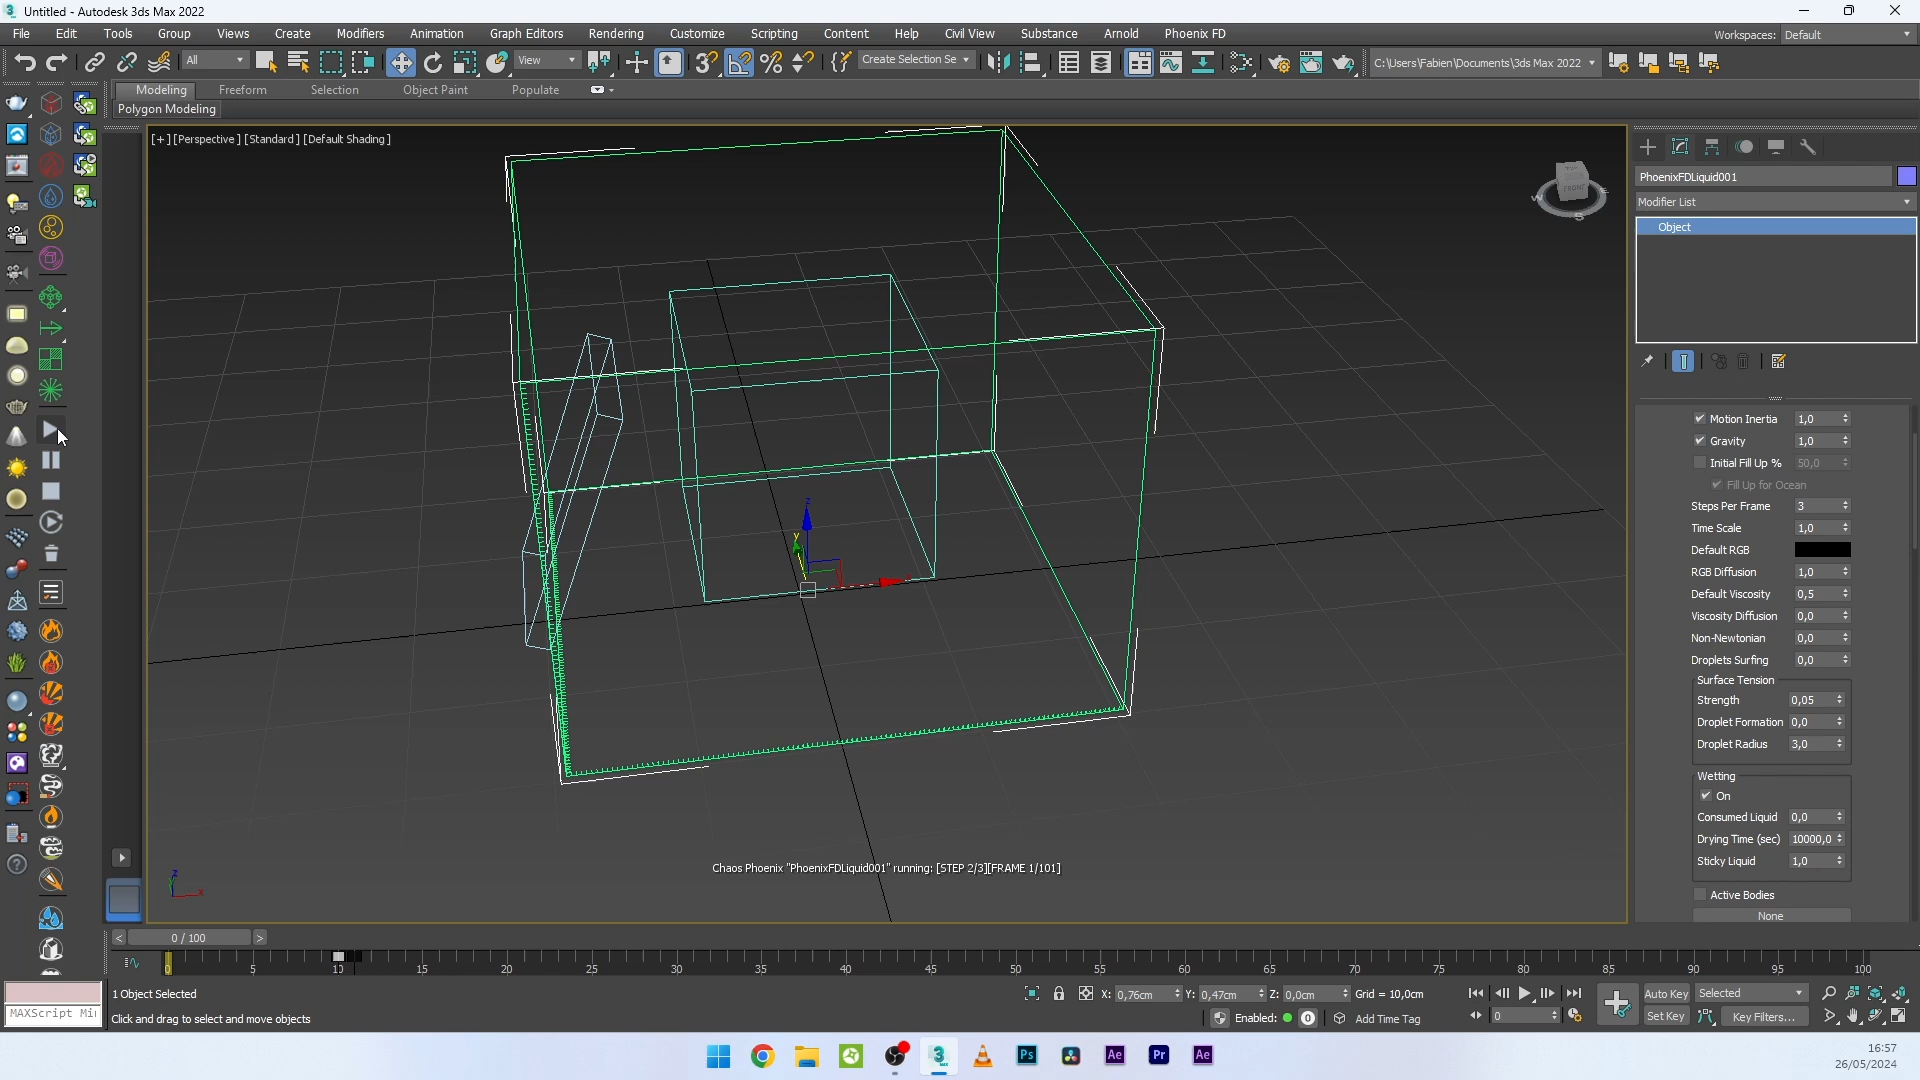 Untitled - Autodesk 3ds Max 2022
File Edit Tools Group Views Create Modifiers Animation Graph Editors Rendering Customize Scripting Content Help Civil View Substance Arnold Phoenix FD Workspaces: Default
All View Create Selection Se C:\Users\Fabien\Documents\3ds Max 2022
Modeling Freeform Selection Object Paint Populate
Polygon Modeling
[+] [Perspective] [Standard] [Default Shading]
FRONT
W E
S
PhoenixFDLiquid001
Modifier List
Object
Motion Inertia 1,0
Gravity 1,0
Initial Fill Up % 50,0
Fill Up for Ocean
Steps Per Frame 3
Time Scale 1,0
Default RGB
RGB Diffusion 1,0
Default Viscosity 0,5
Viscosity Diffusion 0,0
Non-Newtonian 0,0
Droplets Surfing 0,0
Surface Tension
Strength 0,05
Droplet Formation 0,0
Droplet Radius 3,0
Wetting
On
Consumed Liquid 0,0
Drying Time (sec) 10000,0
Sticky Liquid 1,0
Active Bodies
None
z
y
z
x
Chaos Phoenix "PhoenixFDLiquid001" running: [STEP 2/3][FRAME 1/101]
< 0 / 100 >
0 5 10 15 20 25 30 35 40 45 50 55 60 65 70 75 80 85 90 95 100
1 Object Selected X: 0,76cm Y: 0,47cm Z: 0,0cm Grid = 10,0cm Auto Key Selected
MAXScript Mi Click and drag to select and move objects Enabled: 0 Add Time Tag 0 Set Key Key Filters...
Ps Ae Pr Ae
16:57
26/05/2024